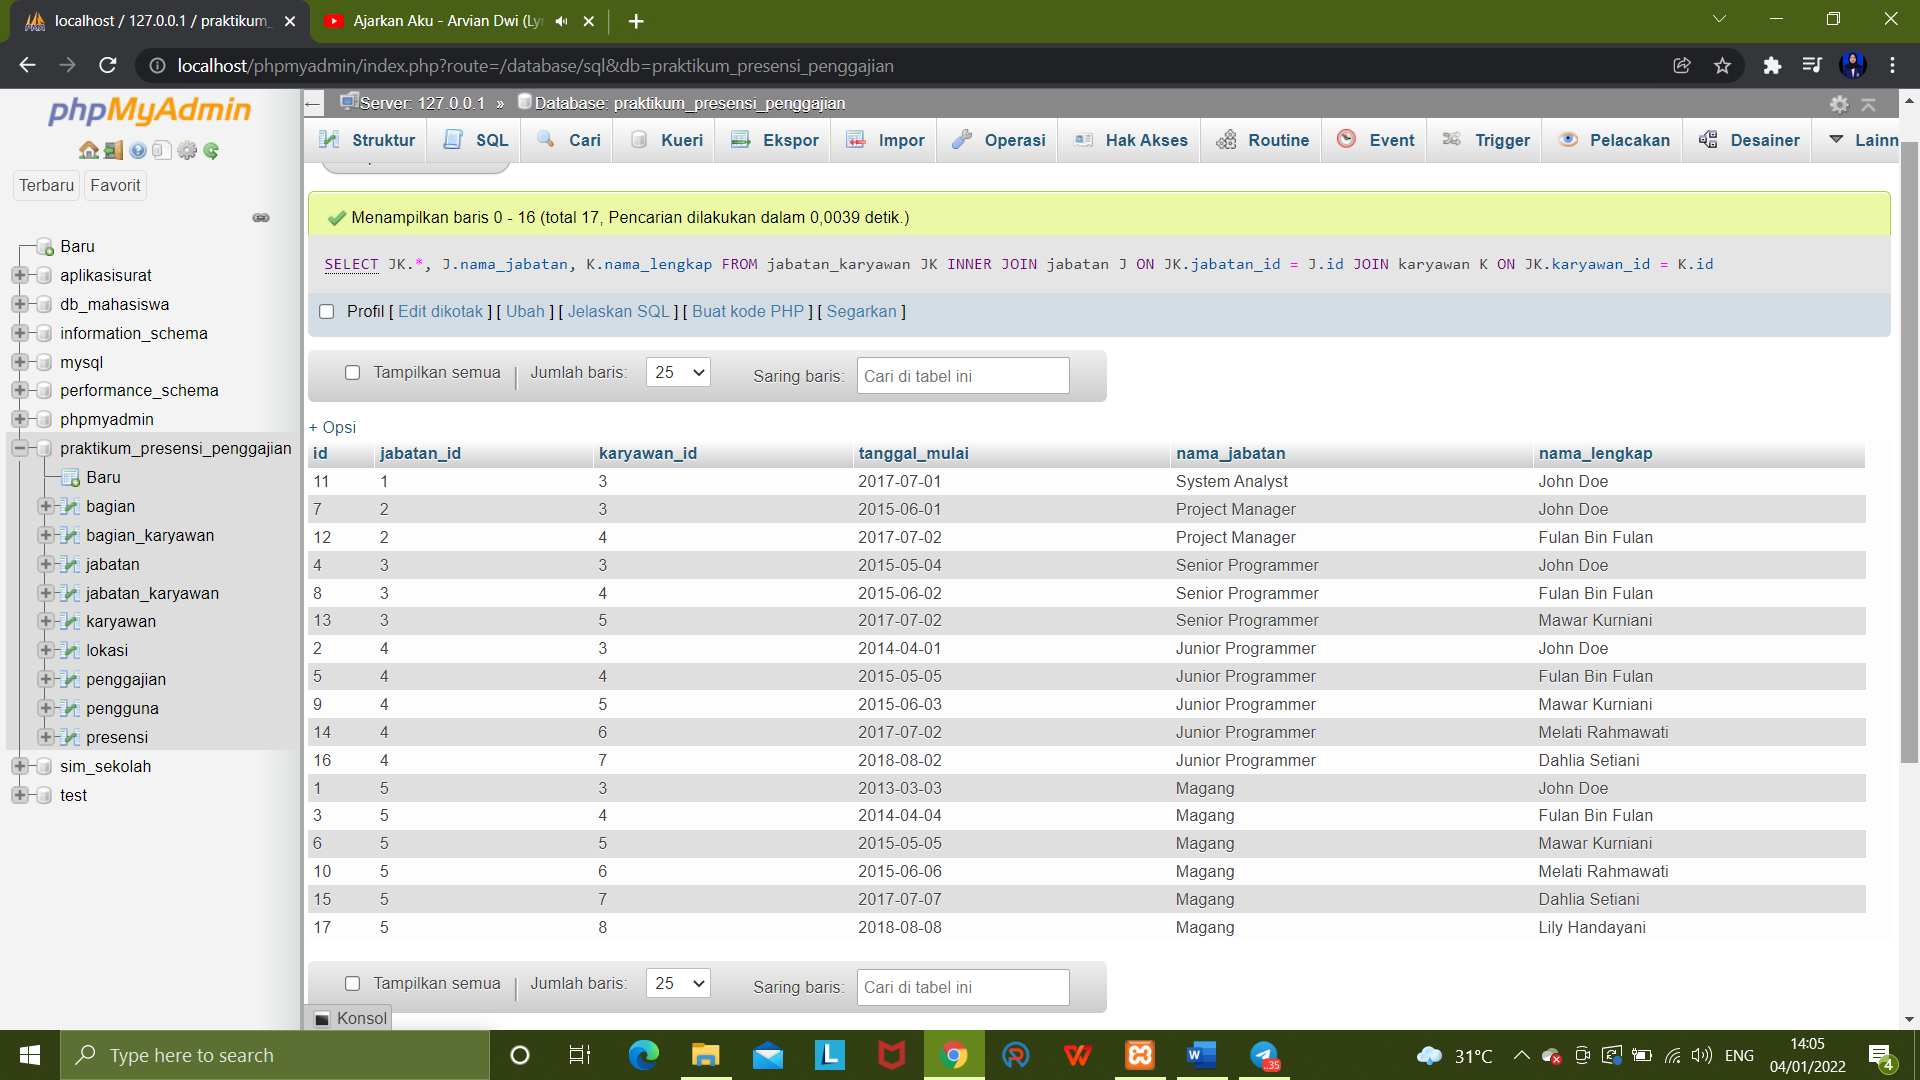 localhost / 127.0.0.1 / praktikum_
Ajarkan Aku - Arvian Dwi (Lyr
localhost/phpmyadmin/index.php?route=/database/sql&db=praktikum_presensi_penggajian
phpMyAdmin
Terbaru
Favorit
Baru
aplikasisurat
db_mahasiswa
information_schema
mysql
performance_schema
phpmyadmin
praktikum_presensi_penggajian
Baru
bagian
bagian_karyawan
jabatan
jabatan_karyawan
karyawan
lokasi
penggajian
pengguna
presensi
sim_sekolah
test
Server: 127.0.0.1 » Database: praktikum_presensi_penggajian
Struktur SQL Cari Kueri Ekspor Impor Operasi Hak Akses Routine Event Trigger Pelacakan Desainer Lainn
Menampilkan baris 0 - 16 (total 17, Pencarian dilakukan dalam 0,0039 detik.)
SELECT JK.*, J.nama_jabatan, K.nama_lengkap FROM jabatan_karyawan JK INNER JOIN jabatan J ON JK.jabatan_id = J.id JOIN karyawan K ON JK.karyawan_id = K.id
Profil [ Edit dikotak ] [ Ubah ] [ Jelaskan SQL ] [ Buat kode PHP ] [ Segarkan ]
Tampilkan semua | Jumlah baris: 25 Saring baris: Cari di tabel ini
+ Opsi
id jabatan_id karyawan_id tanggal_mulai nama_jabatan nama_lengkap
11 1 3 2017-07-01 System Analyst John Doe
7 2 3 2015-06-01 Project Manager John Doe
12 2 4 2017-07-02 Project Manager Fulan Bin Fulan
4 3 3 2015-05-04 Senior Programmer John Doe
8 3 4 2015-06-02 Senior Programmer Fulan Bin Fulan
13 3 5 2017-07-02 Senior Programmer Mawar Kurniani
2 4 3 2014-04-01 Junior Programmer John Doe
5 4 4 2015-05-05 Junior Programmer Fulan Bin Fulan
9 4 5 2015-06-03 Junior Programmer Mawar Kurniani
14 4 6 2017-07-02 Junior Programmer Melati Rahmawati
16 4 7 2018-08-02 Junior Programmer Dahlia Setiani
1 5 3 2013-03-03 Magang John Doe
3 5 4 2014-04-04 Magang Fulan Bin Fulan
6 5 5 2015-05-05 Magang Mawar Kurniani
10 5 6 2015-06-06 Magang Melati Rahmawati
15 5 7 2017-07-07 Magang Dahlia Setiani
17 5 8 2018-08-08 Magang Lily Handayani
Tampilkan semua | Jumlah baris: 25 Saring baris: Cari di tabel ini
Konsol
Type here to search
31°C
ENG
14:05
04/01/2022
4
..35